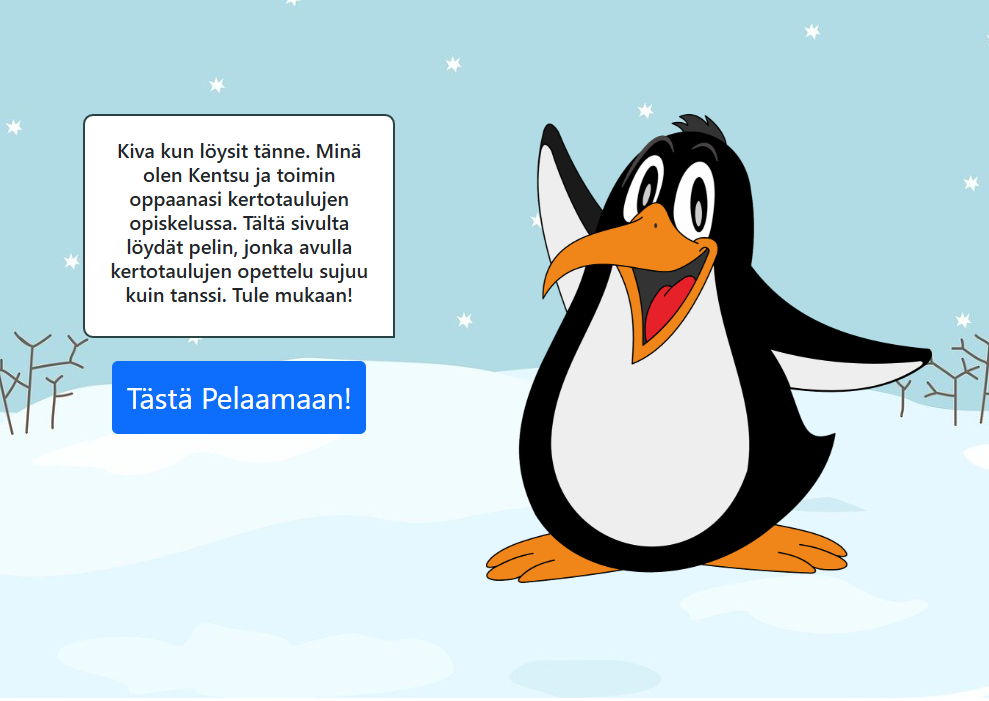 Kiva kun löysit tänne. Minä
olen Kentsu ja toimin
oppaanasi kertotaulujen
opiskelussa. Tältä sivulta
löydät pelin, jonka avulla
kertotaulujen opettelu sujuu
kuin tanssi. Tule mukaan!
Tästä Pelaamaan!